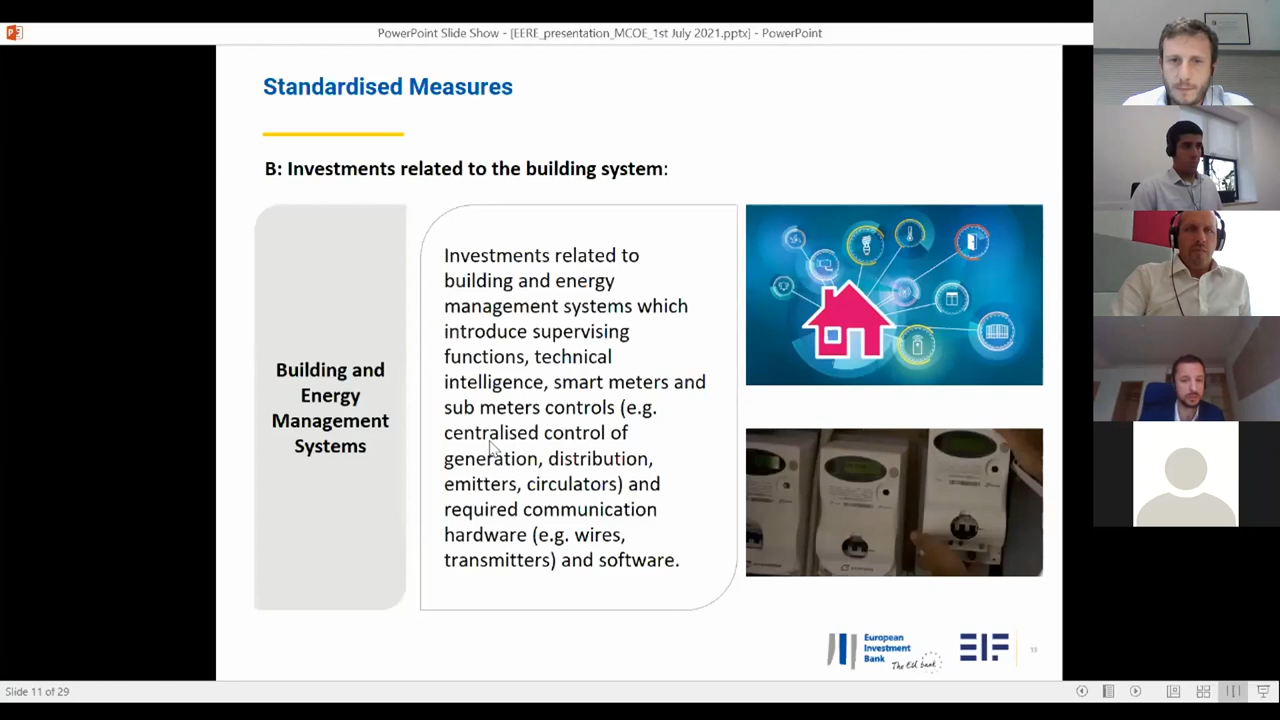 PowerPoint Slide Show - [EERE_presentation_MCOE_1st July 2021.pptx] - PowerPoint
Standardised Measures
B: Investments related to the building system:
Building and
Energy
Management
Systems
Investments related to
building and energy
management systems which
introduce supervising
functions, technical
intelligence, smart meters and
sub meters controls (e.g.
centralised control of
generation, distribution,
emitters, circulators) and
required communication
hardware (e.g. wires,
transmitters) and software.
European
Investment
Bank
The EU bank
EIF
13
Slide 11 of 29